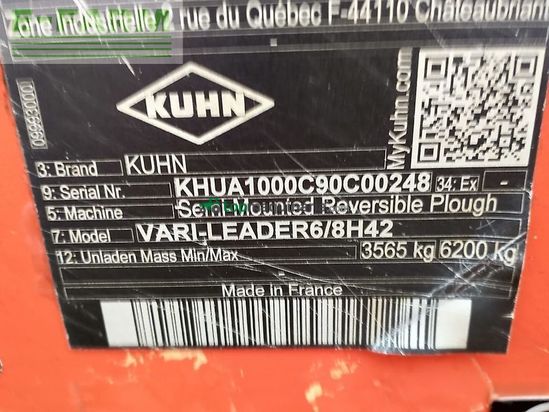 Zone Industrielle 2 rue du Québec F-44110 Châteaubriant
099930001
KUHN
MyKuhn.com
3: Brand KUHN
9: Serial Nr. KHUA1000C90C00248 34: Ex -
5: Machine Semi-Mounted Reversible Plough
7: Model VARI-LEADER6/8H42
12: Unladen Mass Min/Max 3565 kg 6200 kg
- -
Made in France